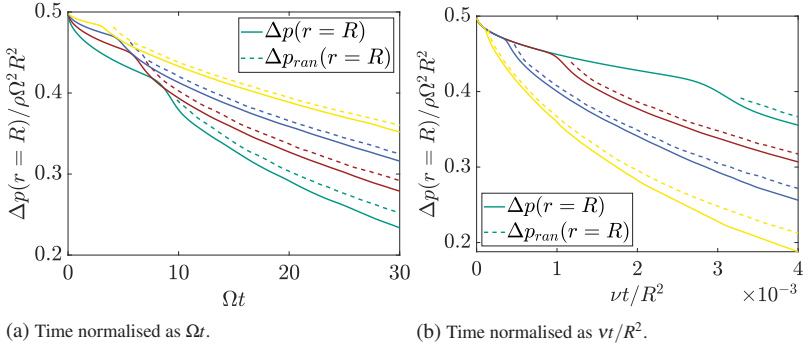 0.5
0.4
0.3
0.2
0
10
20
30
Δp(r = R)/ρΩ²R²
Ωt
Δp(r = R)
Δp_ran(r = R)
(a) Time normalised as Ωt.
0.5
0.4
0.3
0.2
0
1
2
3
4
×10⁻³
Δp(r = R)/ρΩ²R²
νt/R²
Δp(r = R)
Δp_ran(r = R)
(b) Time normalised as νt/R².